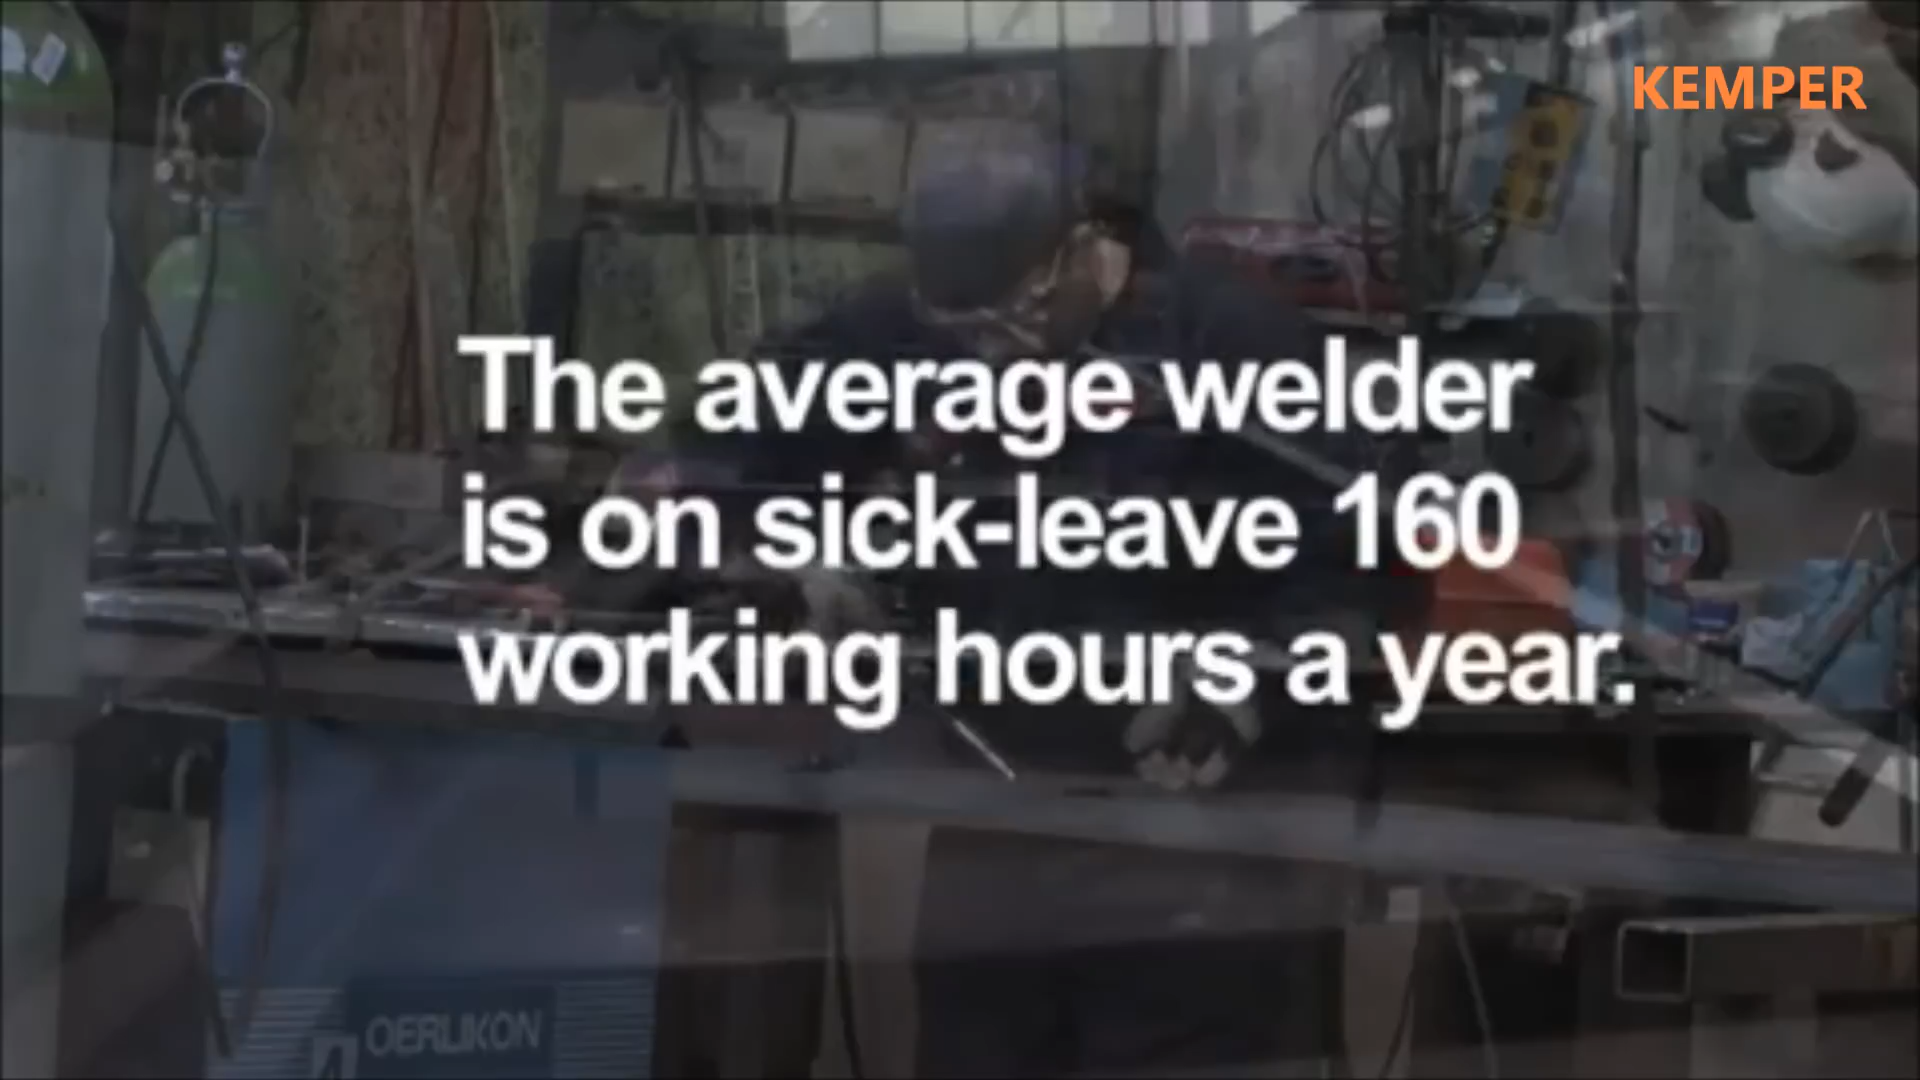 KEMPER
The average welder
is on sick-leave 160
working hours a year.
OERLIKON